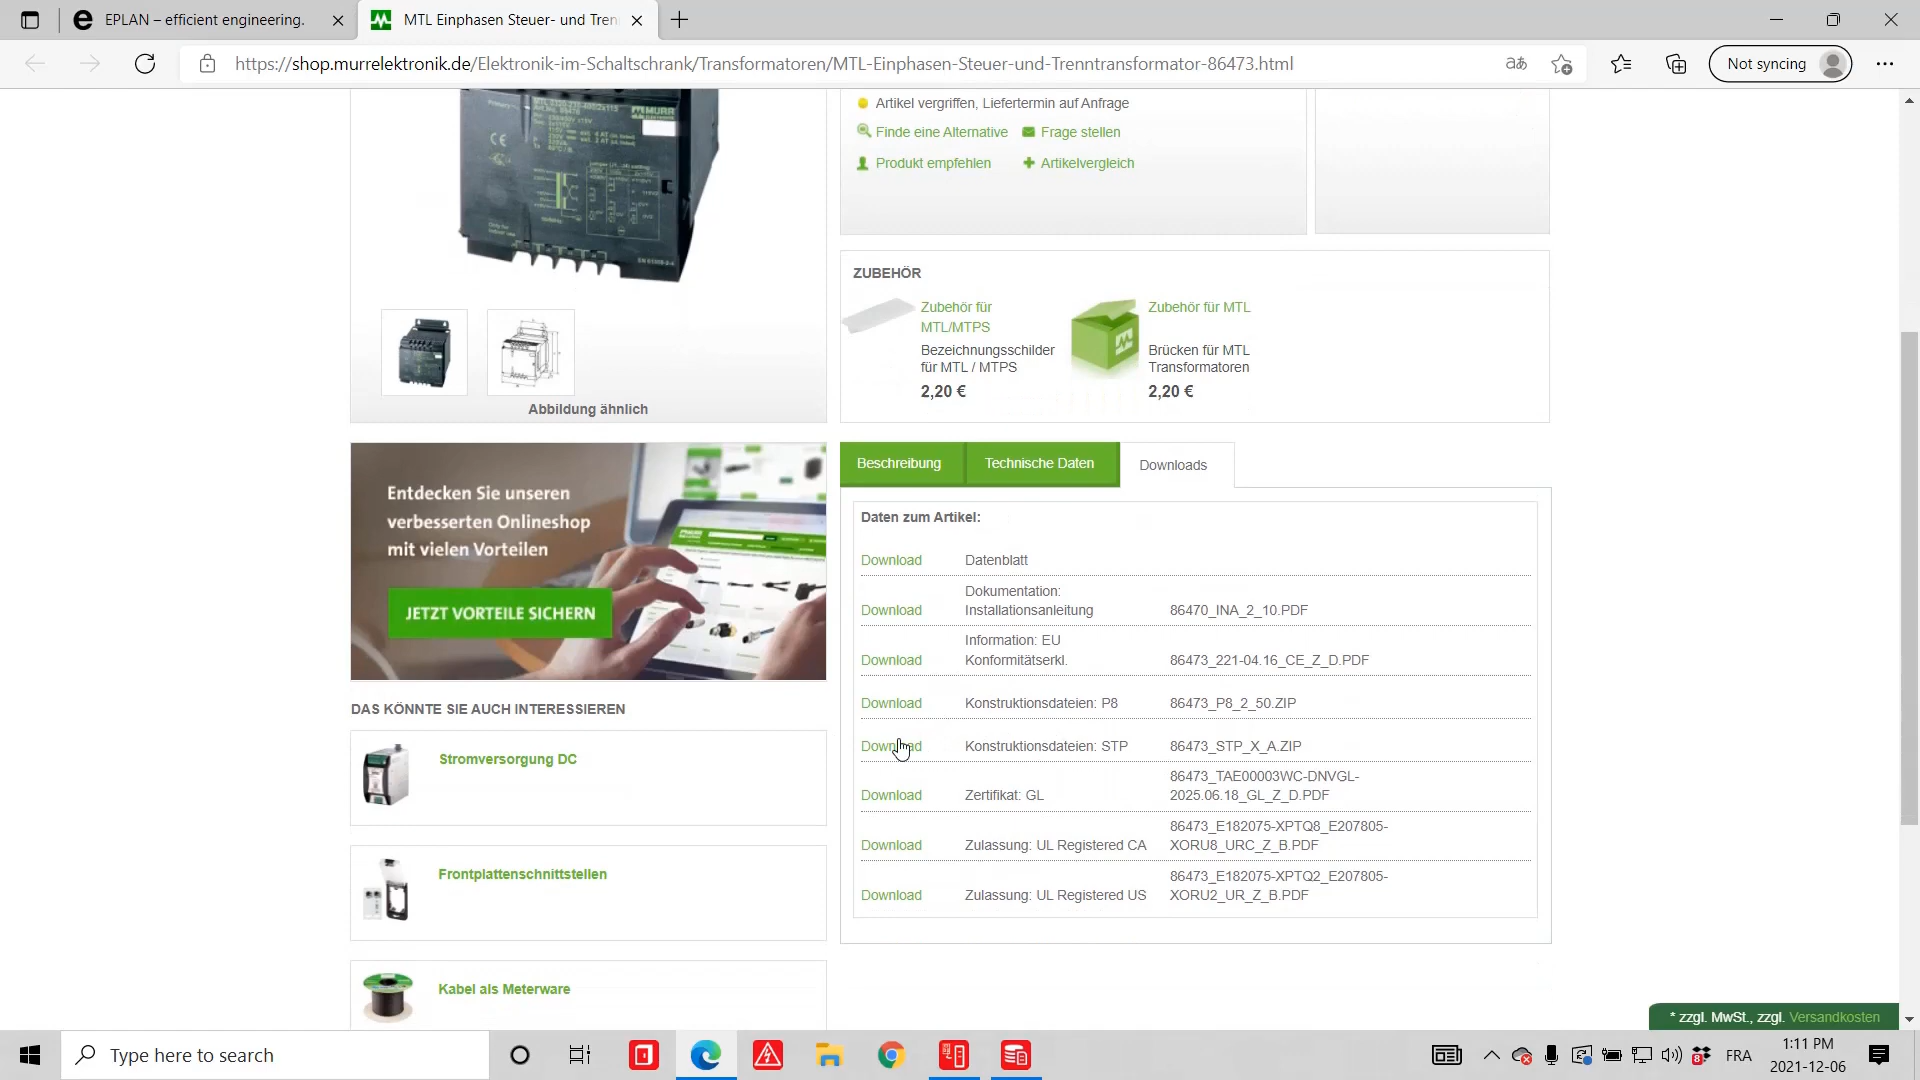 EPLAN – efficient engineering.
MTL Einphasen Steuer- und Tren
https://shop.murrelektronik.de/Elektronik-im-Schaltschrank/Transformatoren/MTL-Einphasen-Steuer-und-Trenntransformator-86473.html
aあ
Not syncing
MURR
Artikel vergriffen, Liefertermin auf Anfrage
Finde eine Alternative
Frage stellen
Produkt empfehlen
Artikelvergleich
ZUBEHÖR
Zubehör für
MTL/MTPS
Bezeichnungsschilder
für MTL / MTPS
2,20 €
Zubehör für MTL
Brücken für MTL
Transformatoren
2,20 €
Abbildung ähnlich
Entdecken Sie unseren
verbesserten Onlineshop
mit vielen Vorteilen
JETZT VORTEILE SICHERN
Beschreibung
Technische Daten
Downloads
Daten zum Artikel:
Download Datenblatt
Dokumentation:
Download Installationsanleitung 86470_INA_2_10.PDF
Information: EU
Download Konformitätserkl. 86473_221-04.16_CE_Z_D.PDF
Download Konstruktionsdateien: P8 86473_P8_2_50.ZIP
Download Konstruktionsdateien: STP 86473_STP_X_A.ZIP
86473_TAE00003WC-DNVGL-
Download Zertifikat: GL 2025.06.18_GL_Z_D.PDF
86473_E182075-XPTQ8_E207805-
Download Zulassung: UL Registered CA XORU8_URC_Z_B.PDF
86473_E182075-XPTQ2_E207805-
Download Zulassung: UL Registered US XORU2_UR_Z_B.PDF
DAS KÖNNTE SIE AUCH INTERESSIEREN
Stromversorgung DC
Frontplattenschnittstellen
Kabel als Meterware
* zzgl. MwSt., zzgl. Versandkosten
Type here to search
FRA
1:11 PM
2021-12-06